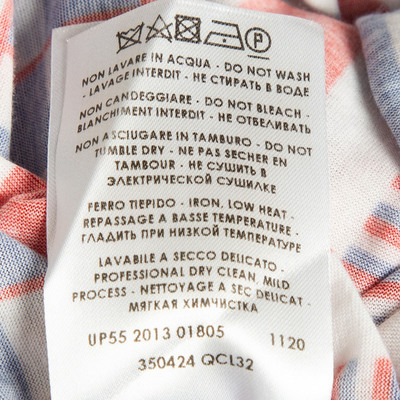 P
NON LAVARE IN ACQUA - DO NOT WASH
- LAVAGE INTERDIT - НЕ СТИРАТЬ В ВОДЕ
NON CANDEGGIARE - DO NOT BLEACH -
BLANCHIMENT INTERDIT - НЕ ОТБЕЛИВАТЬ
NON ASCIUGARE IN TAMBURO - DO NOT
TUMBLE DRY - NE PAS SECHER EN
TAMBOUR - НЕ СУШИТЬ В
ЭЛЕКТРИЧЕСКОЙ СУШИЛКЕ
FERRO TIEPIDO - IRON, LOW HEAT -
REPASSAGE A BASSE TEMPERATURE -
ГЛАДИТЬ ПРИ НИЗКОЙ ТЕМПЕРАТУРЕ
LAVABILE A SECCO DELICATO -
PROFESSIONAL DRY CLEAN, MILD
PROCESS - NETTOYAGE A SEC DELICAT -
МЯГКАЯ ХИМЧИСТКА
UP55 2013 01805 1120
350424 QCL32